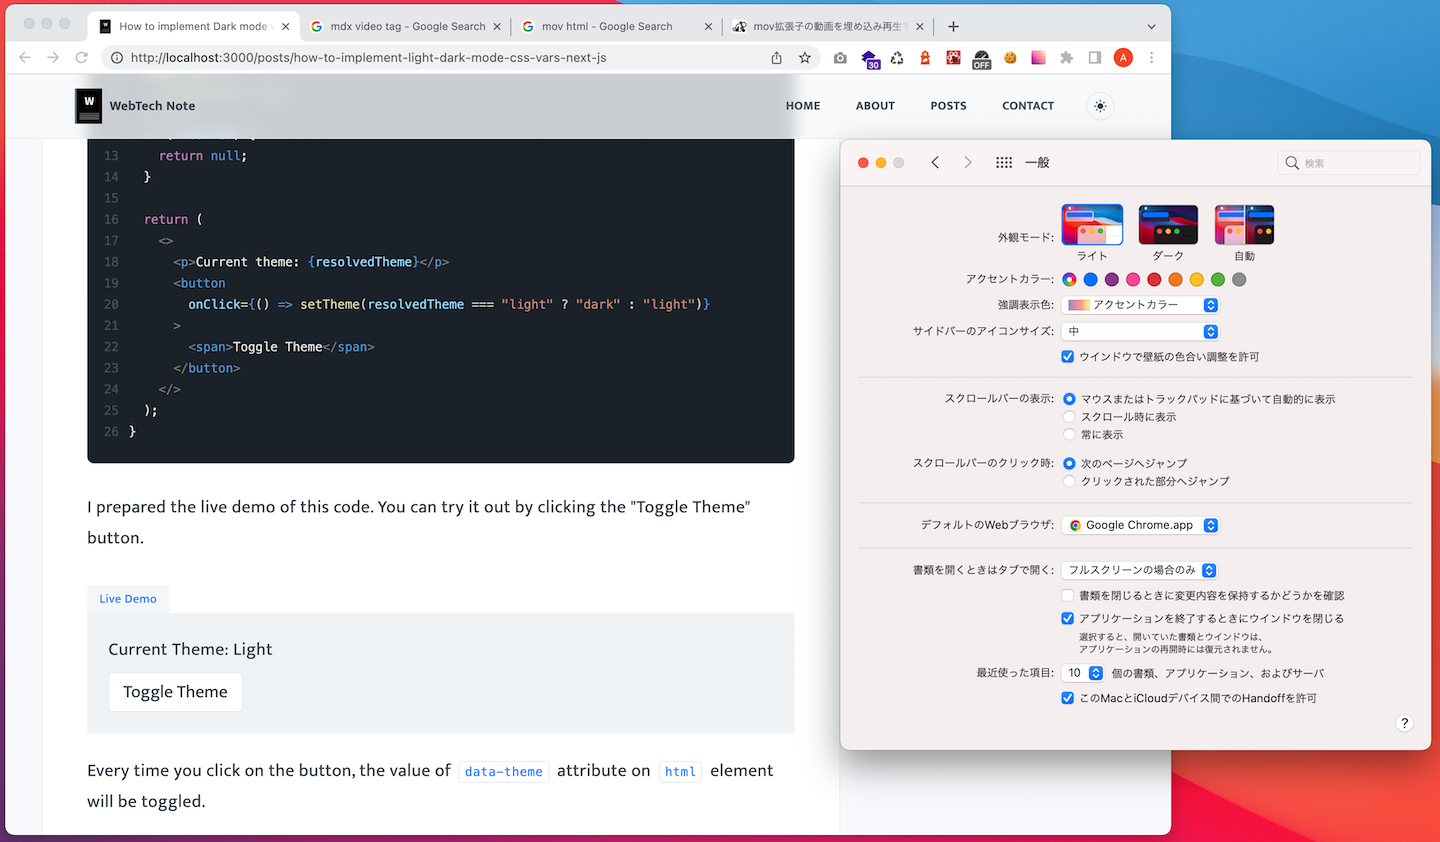 How to implement Dark mode
mdx video tag - Google Search
mov html - Google Search
mov拡張子の動画を埋め込み再生
http://localhost:3000/posts/how-to-implement-light-dark-mode-css-vars-next-js
30
OFF
A
W
WebTech Note
HOME
ABOUT
POSTS
CONTACT
13 return null;
14 }
15
16 return (
17 <>
18 <p>Current theme: {resolvedTheme}</p>
19 <button
20 onClick={() => setTheme(resolvedTheme === "light" ? "dark" : "light")}
21 >
22 <span>Toggle Theme</span>
23 </button>
24 </>
25 );
26 }
I prepared the live demo of this code. You can try it out by clicking the "Toggle Theme"
button.
Live Demo
Current Theme: Light
Toggle Theme
Every time you click on the button, the value of data-theme attribute on html element
will be toggled.
一般
検索
外観モード:
ライト
ダーク
自動
アクセントカラー:
強調表示色: アクセントカラー
サイドバーのアイコンサイズ: 中
ウインドウで壁紙の色合い調整を許可
スクロールバーの表示: マウスまたはトラックパッドに基づいて自動的に表示
スクロール時に表示
常に表示
スクロールバーのクリック時: 次のページへジャンプ
クリックされた部分へジャンプ
デフォルトのWebブラウザ: Google Chrome.app
書類を開くときはタブで開く: フルスクリーンの場合のみ
書類を閉じるときに変更内容を保持するかどうかを確認
アプリケーションを終了するときにウインドウを閉じる
選択すると、開いていた書類とウインドウは、
アプリケーションの再開時には復元されません。
最近使った項目: 10 個の書類、アプリケーション、およびサーバ
このMacとiCloudデバイス間でのHandoffを許可
?